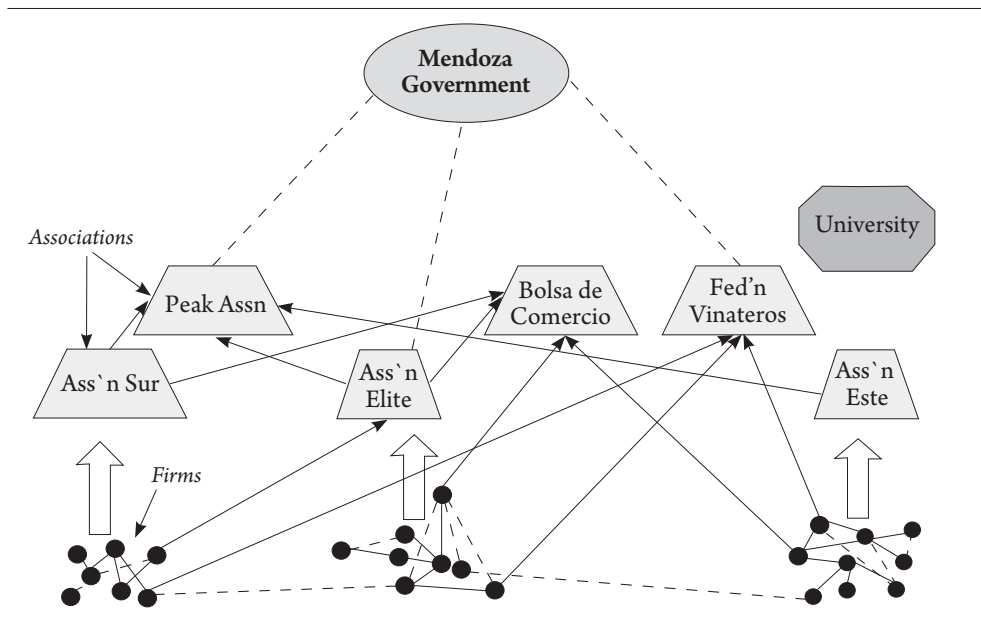 Mendoza
Government
University
Associations
Peak Assn
Bolsa de
Comercio
Fed'n
Vinateros
Ass`n Sur
Ass`n
Elite
Ass`n
Este
Firms